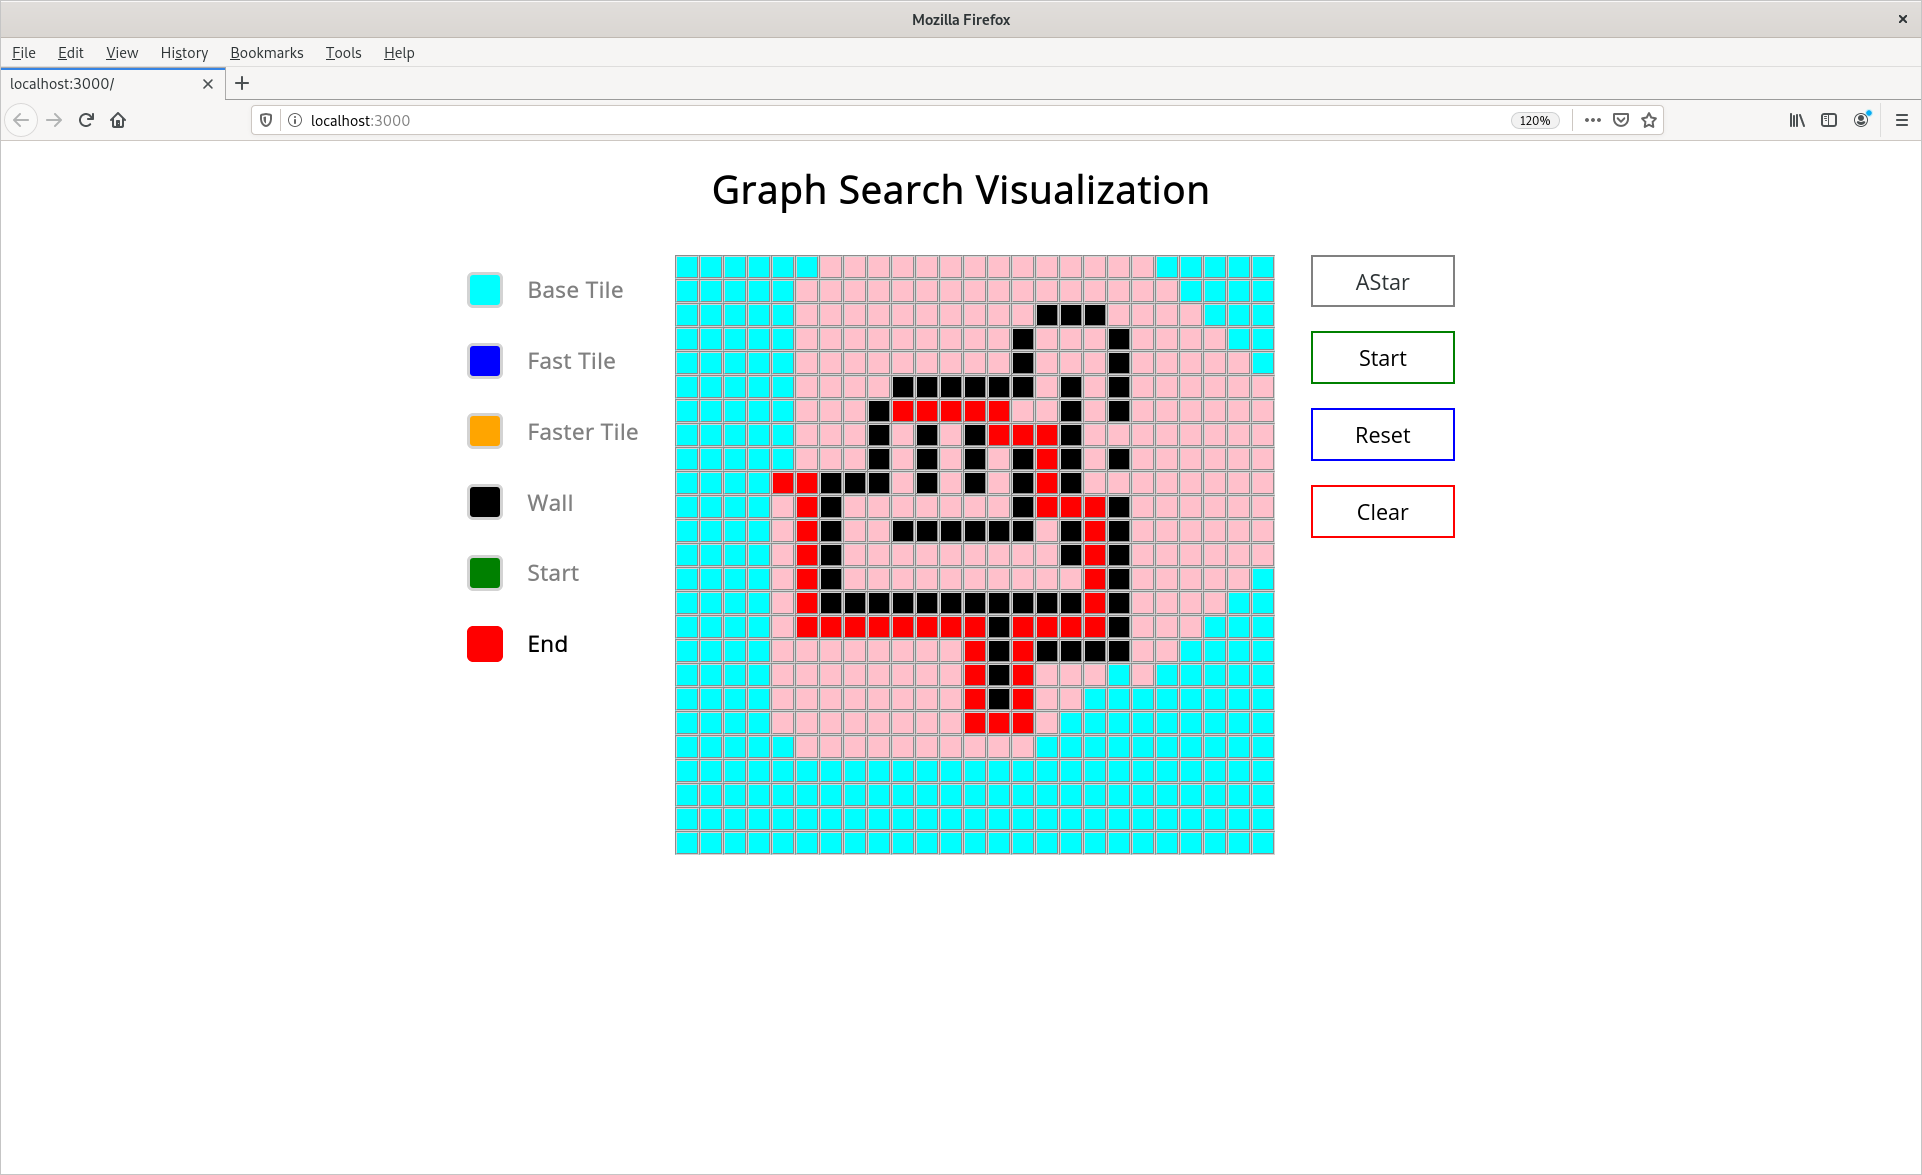 Mozilla Firefox
File Edit View History Bookmarks Tools Help
localhost:3000/
localhost:3000 120%
Graph Search Visualization
Base Tile
Fast Tile
Faster Tile
Wall
Start
End
AStar
Start
Reset
Clear